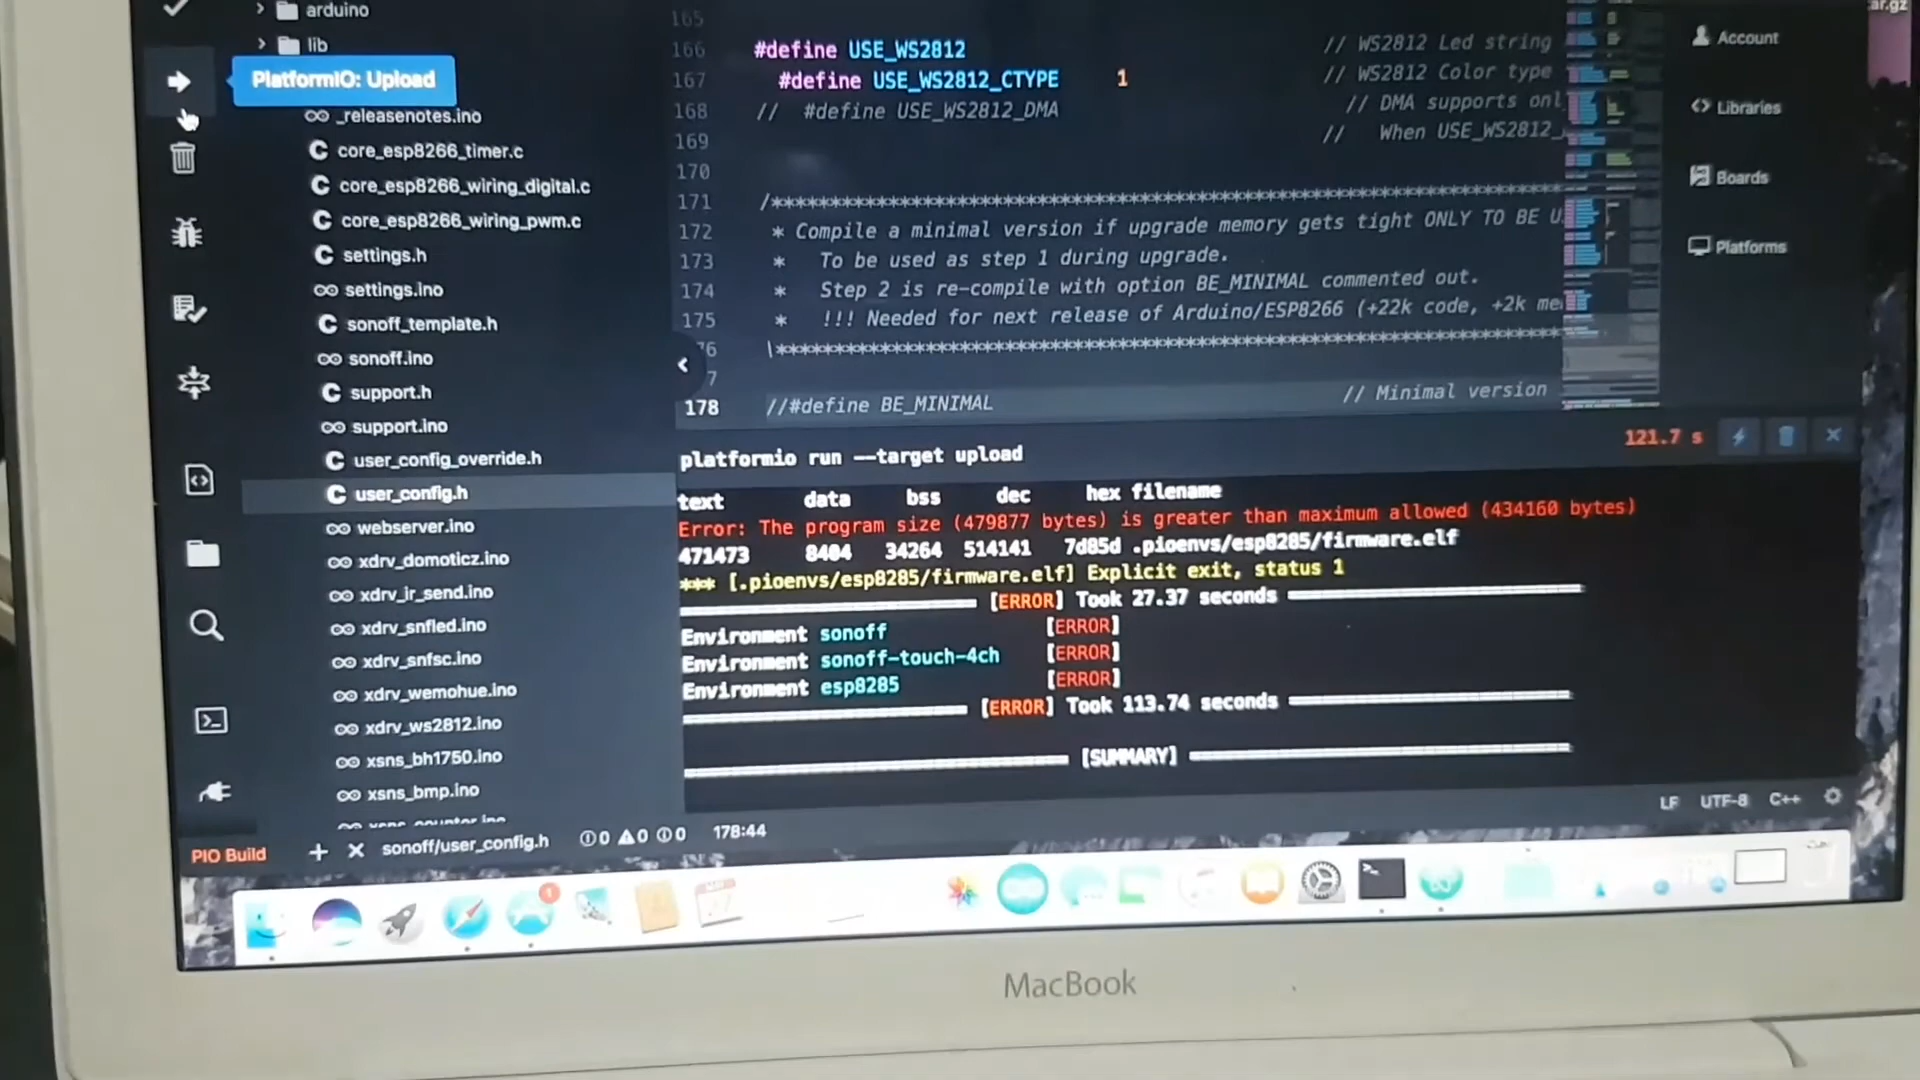 arduino
lib
PlatformIO: Upload
_releasenotes.ino
core_esp8266_timer.c
core_esp8266_wiring_digital.c
core_esp8266_wiring_pwm.c
settings.h
settings.ino
sonoff_template.h
sonoff.ino
support.h
support.ino
user_config_override.h
user_config.h
webserver.ino
xdrv_domoticz.ino
xdrv_ir_send.ino
xdrv_snfled.ino
xdrv_snfsc.ino
xdrv_wemohue.ino
xdrv_ws2812.ino
xsns_bh1750.ino
xsns_bmp.ino
165
166 #define USE_WS2812 // WS2812 Led string
167 #define USE_WS2812_CTYPE 1 // WS2812 Color type
168 // #define USE_WS2812_DMA // DMA supports onl
169 // When USE_WS2812_
170
171 /******************************************************************
172 * Compile a minimal version if upgrade memory gets tight ONLY TO BE U
173 * To be used as step 1 during upgrade.
174 * Step 2 is re-compile with option BE_MINIMAL commented out.
175 * !!! Needed for next release of Arduino/ESP8266 (+22k code, +2k me
76 \******************************************************************
7
178 //#define BE_MINIMAL // Minimal version
ar.gz
Account
Libraries
Boards
Platforms
121.7 s
platformio run --target upload
text data bss dec hex filename
Error: The program size (479877 bytes) is greater than maximum allowed (434160 bytes)
471473 8404 34264 514141 7d85d .pioenvs/esp8285/firmware.elf
*** [.pioenvs/esp8285/firmware.elf] Explicit exit, status 1
[ERROR] Took 27.37 seconds
Environment sonoff [ERROR]
Environment sonoff-touch-4ch [ERROR]
Environment esp8285 [ERROR]
[ERROR] Took 113.74 seconds
[SUMMARY]
PIO Build + × sonoff/user_config.h 0 0 0 178:44 LF UTF-8 C++
1
MacBook